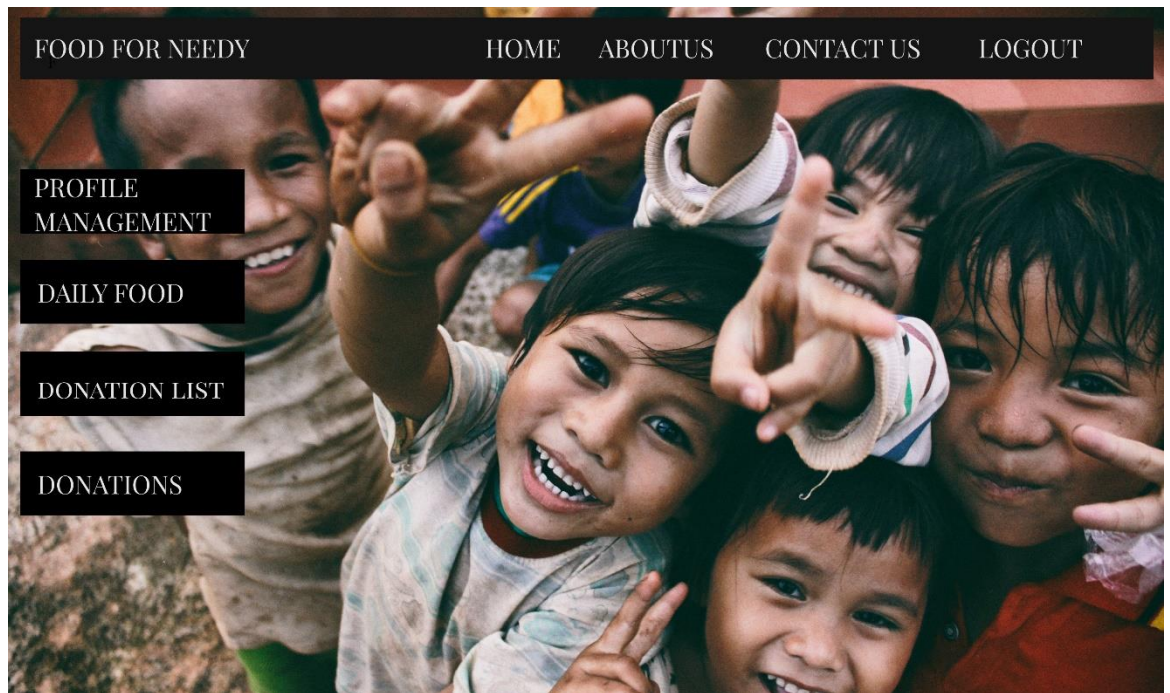 FOOD FOR NEEDY
HOME
ABOUTUS
CONTACT US
LOGOUT
PROFILE
MANAGEMENT
DAILY FOOD
DONATION LIST
DONATIONS